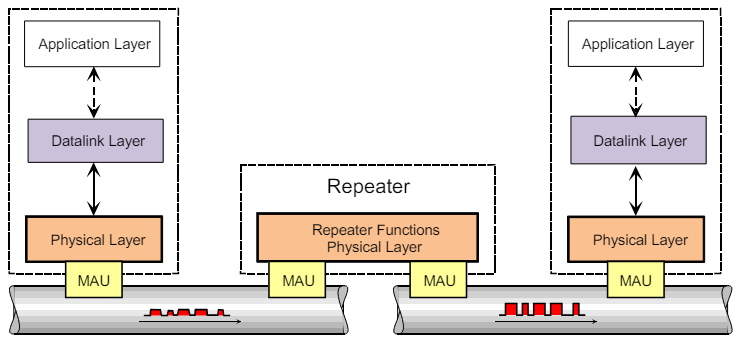 Application Layer
Application Layer
Datalink Layer
Datalink Layer
Repeater
Physical Layer
Repeater Functions
Physical Layer
Physical Layer
MAU
MAU
MAU
MAU